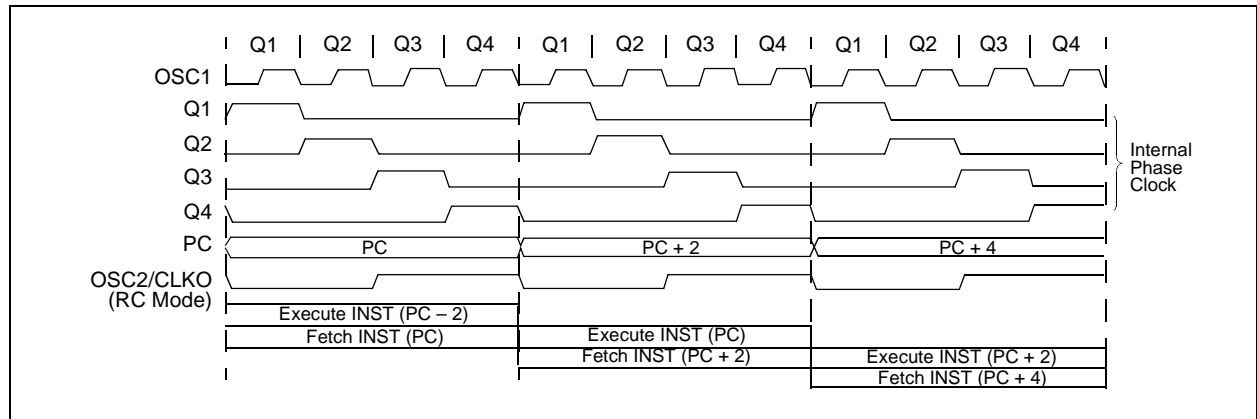 Q1 Q2 Q3 Q4 Q1 Q2 Q3 Q4 Q1 Q2 Q3 Q4
OSC1
Q1
Q2
Q3
Q4
Internal
Phase
Clock
PC PC PC + 2 PC + 4
OSC2/CLKO
(RC Mode)
Execute INST (PC – 2)
Fetch INST (PC) Execute INST (PC)
Fetch INST (PC + 2) Execute INST (PC + 2)
Fetch INST (PC + 4)